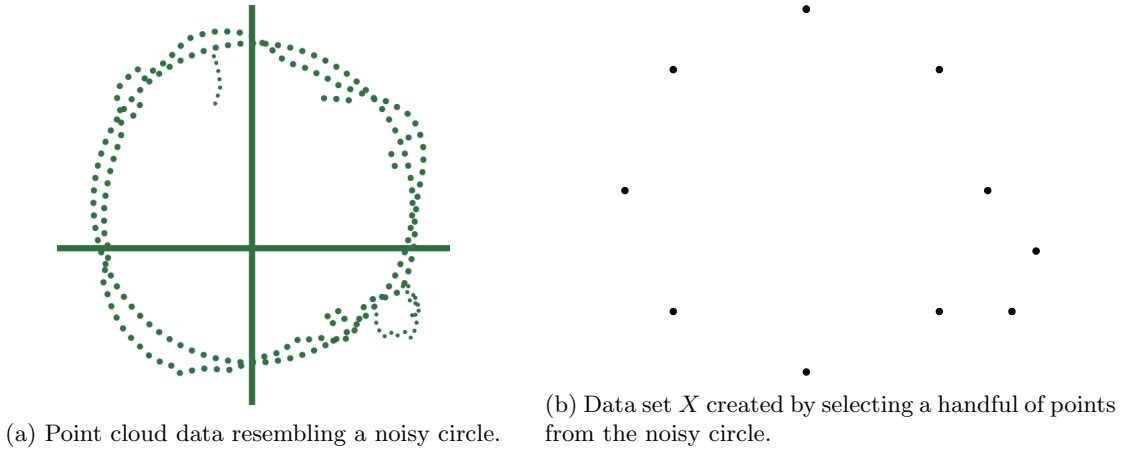 (a) Point cloud data resembling a noisy circle.
(b) Data set X created by selecting a handful of points
from the noisy circle.